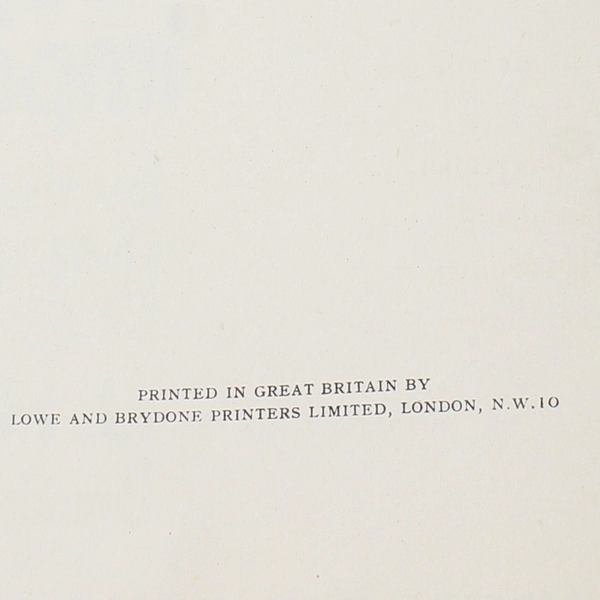 PRINTED IN GREAT BRITAIN BY
LOWE AND BRYDONE PRINTERS LIMITED, LONDON, N.W.10